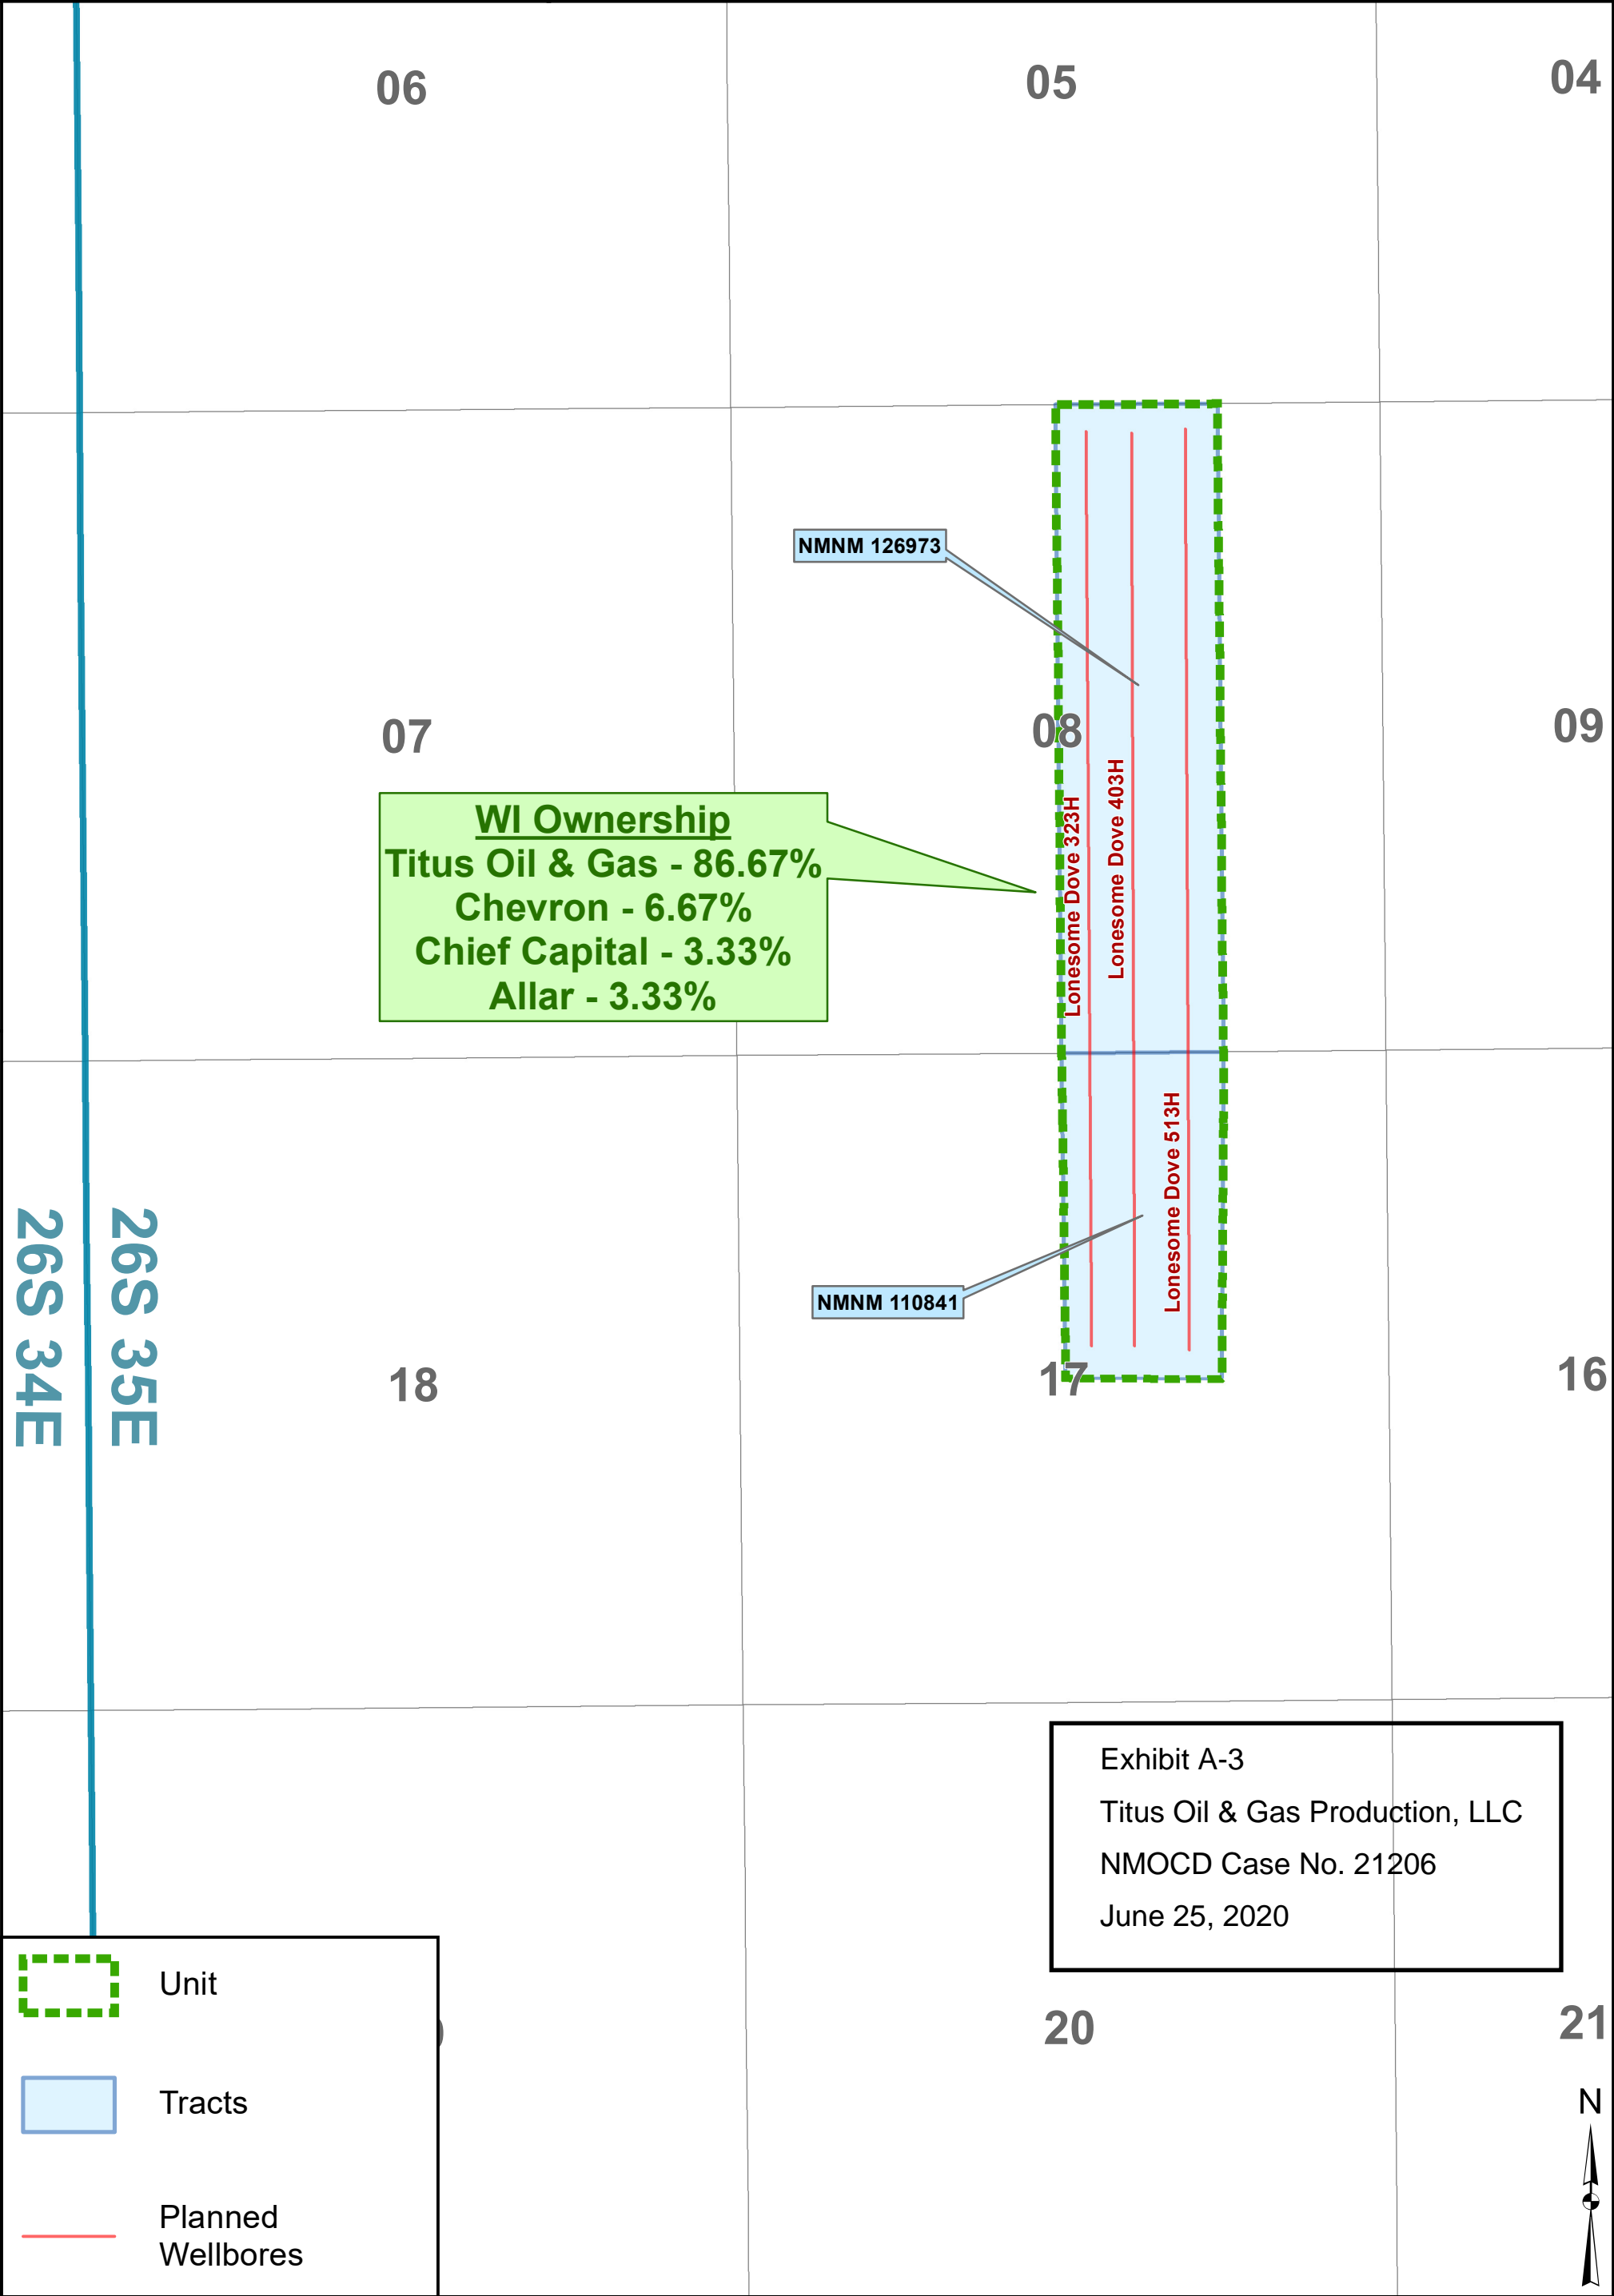 06
05
04
NMNM 126973
07
08
09
WI Ownership
Titus Oil & Gas - 86.67%
Chevron - 6.67%
Chief Capital - 3.33%
Allar - 3.33%
Lonesome Dove 323H
Lonesome Dove 403H
Lonesome Dove 513H
26S 34E
26S 35E
NMNM 110841
18
17
16
Exhibit A-3
Titus Oil & Gas Production, LLC
NMOCD Case No. 21206
June 25, 2020
Unit
20
21
Tracts
N
Planned
Wellbores